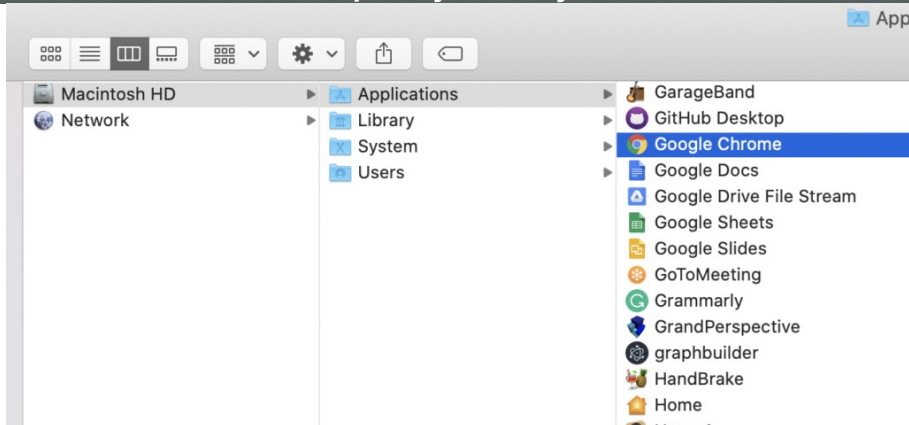 App
Macintosh HD
Network
Applications
Library
System
Users
GarageBand
GitHub Desktop
Google Chrome
Google Docs
Google Drive File Stream
Google Sheets
Google Slides
GoToMeeting
Grammarly
GrandPerspective
graphbuilder
HandBrake
Home